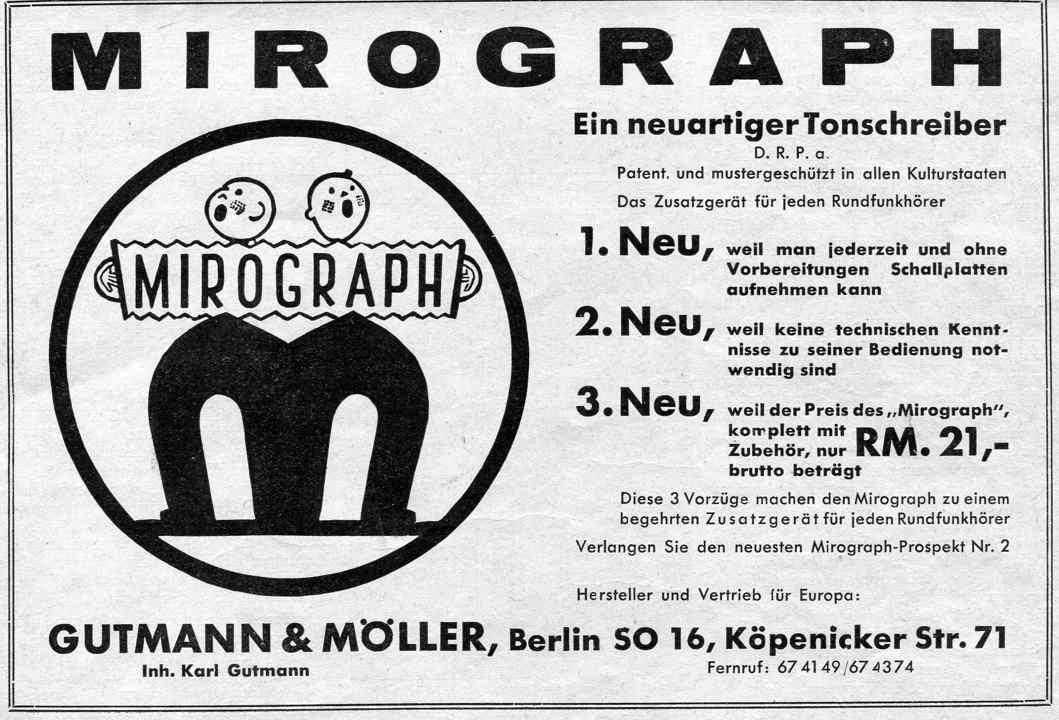 MIROGRAPH
Ein neuartiger Tonschreiber
D. R. P. a.
Patent. und mustergeschützt in allen Kulturstaaten
Das Zusatzgerät für jeden Rundfunkhörer
MIROGRAPH
1. Neu, weil man jederzeit und ohne
Vorbereitungen Schallplatten
aufnehmen kann
2. Neu, weil keine technischen Kennt-
nisse zu seiner Bedienung not-
wendig sind
3. Neu, weil der Preis des „Mirograph“,
komplett mit
Zubehör, nur RM. 21,-
brutto beträgt
Diese 3 Vorzüge machen den Mirograph zu einem
begehrten Zusatzgerät für jeden Rundfunkhörer
Verlangen Sie den neuesten Mirograph-Prospekt Nr. 2
Hersteller und Vertrieb für Europa:
GUTMANN & MÖLLER, Berlin SO 16, Köpenicker Str. 71
Inh. Karl Gutmann
Fernruf: 67 41 49/67 43 74